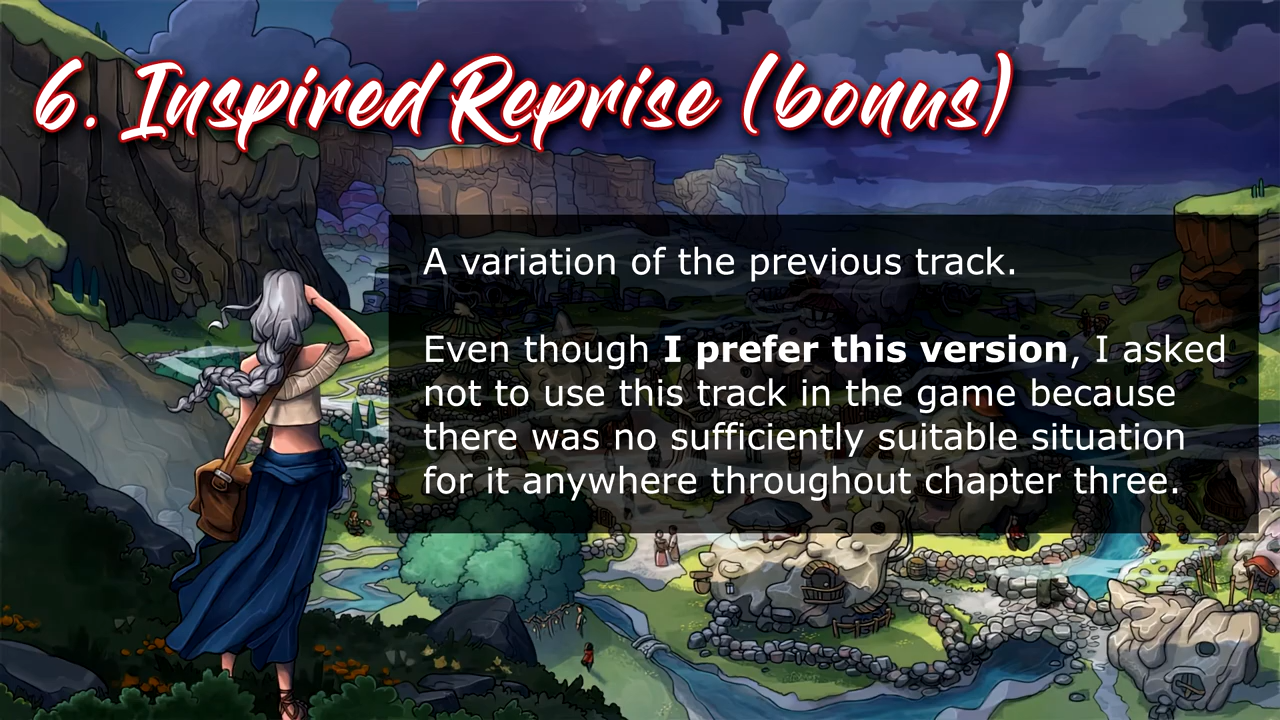 6. Inspired Reprise (bonus)
A variation of the previous track.
Even though I prefer this version, I asked
not to use this track in the game because
there was no sufficiently suitable situation
for it anywhere throughout chapter three.